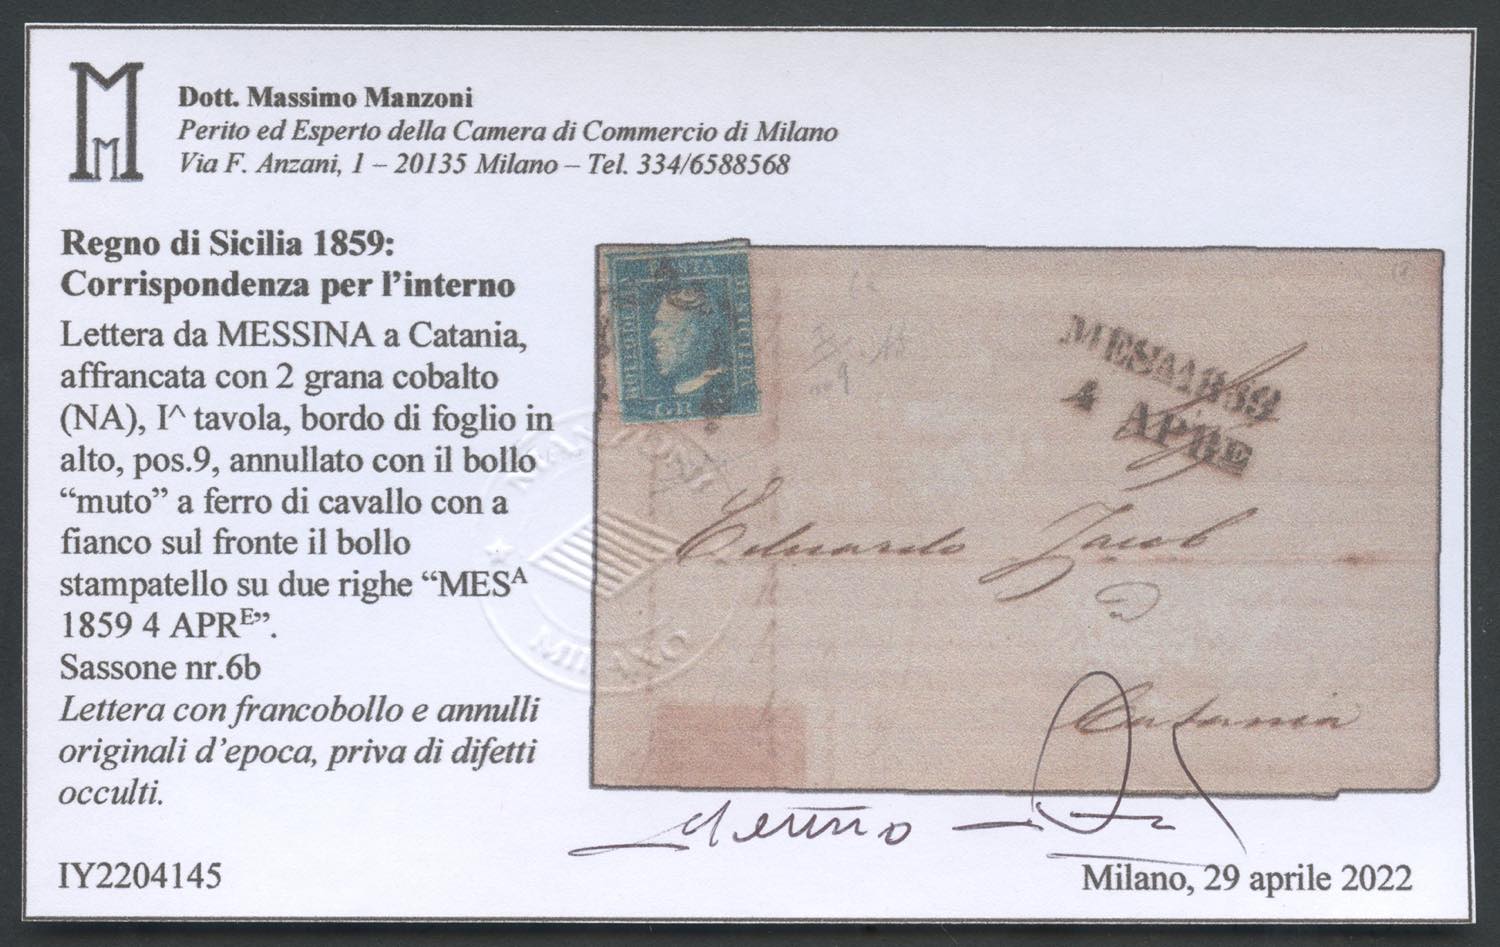 Dott. Massimo Manzoni
Perito ed Esperto della Camera di Commercio di Milano
Via F. Anzani, 1 – 20135 Milano – Tel. 334/6588568
Regno di Sicilia 1859:
Corrispondenza per l'interno
Lettera da MESSINA a Catania,
affrancata con 2 grana cobalto
(NA), I^ tavola, bordo di foglio in
alto, pos.9, annullato con il bollo
“muto” a ferro di cavallo con a
fianco sul fronte il bollo
stampatello su due righe “MESᴬ
1859 4 APRᴱ”.
Sassone nr.6b
Lettera con francobollo e annulli
originali d'epoca, priva di difetti
occulti.
IY2204145
GR
MESA1859
4 APRE
Eduardo Jacob
Catania
MILANO
Milano, 29 aprile 2022